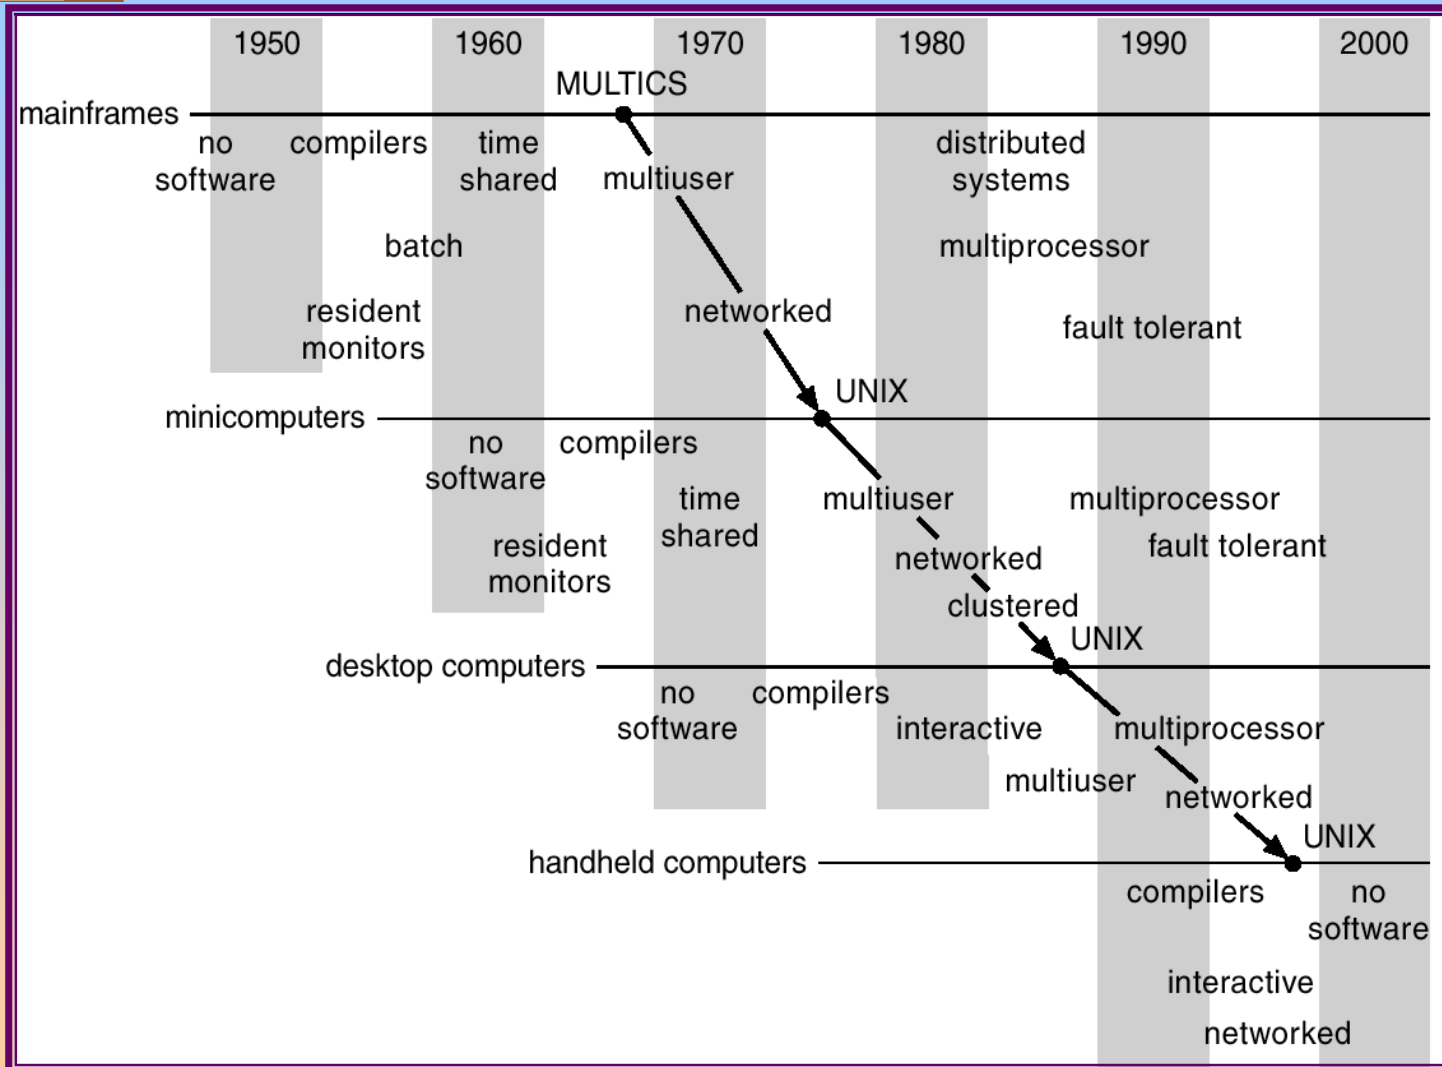 1950 1960 1970 1980 1990 2000
MULTICS
mainframes
no compilers time distributed
software shared multiuser systems
batch multiprocessor
resident networked fault tolerant
monitors
UNIX
minicomputers
no compilers
software
time multiuser multiprocessor
shared
resident networked fault tolerant
monitors
clustered
UNIX
desktop computers
no compilers
software interactive multiprocessor
multiuser networked
UNIX
handheld computers
compilers no
software
interactive
networked